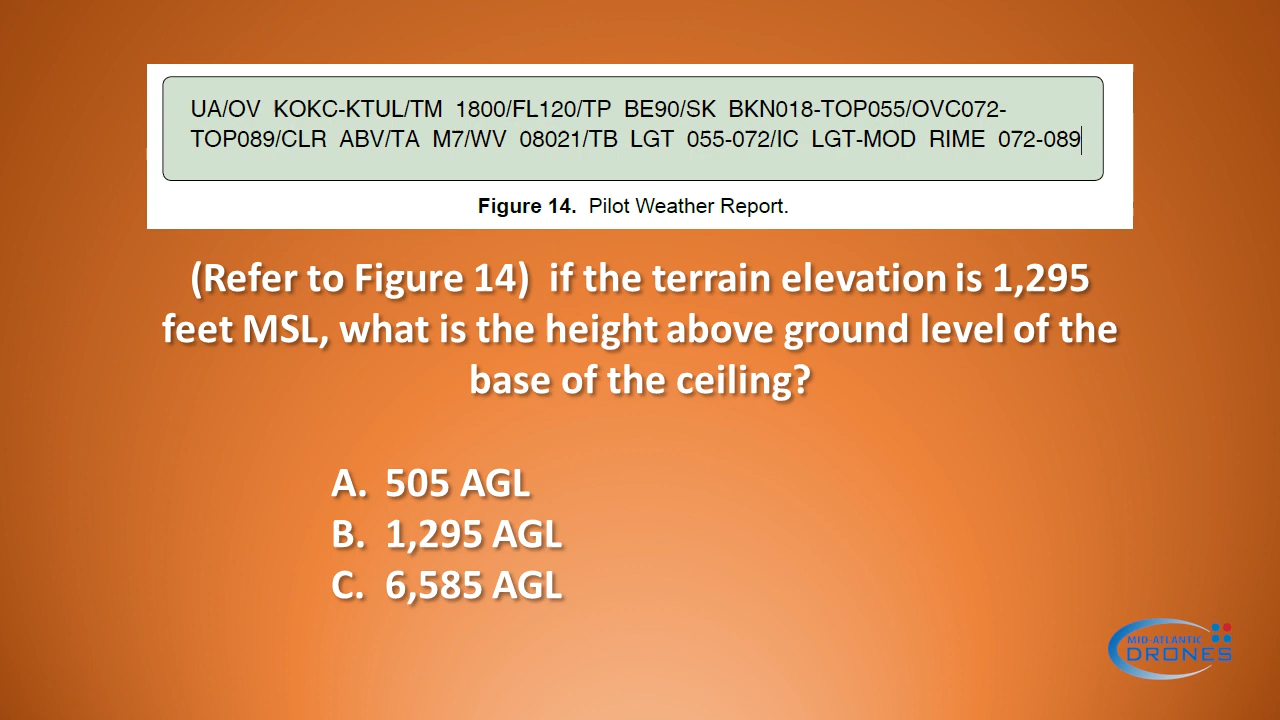 UA/OV KOKC-KTUL/TM 1800/FL120/TP BE90/SK BKN018-TOP055/OVC072-
TOP089/CLR ABV/TA M7/WV 08021/TB LGT 055-072/IC LGT-MOD RIME 072-089
Figure 14. Pilot Weather Report.
(Refer to Figure 14) if the terrain elevation is 1,295
feet MSL, what is the height above ground level of the
base of the ceiling?
A. 505 AGL
B. 1,295 AGL
C. 6,585 AGL
MID-ATLANTIC
DRONES